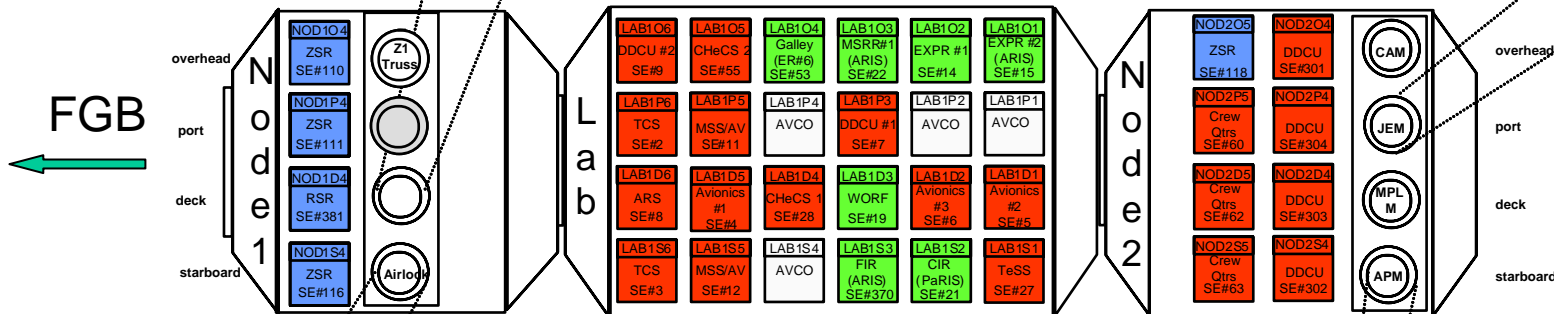 FGB
overhead
port
deck
starboard
Node 1
NOD1O4
ZSR
SE#110
NOD1P4
ZSR
SE#111
NOD1D4
RSR
SE#381
NOD1S4
ZSR
SE#116
Z1
Truss
Airlock
Lab
LAB1O6
DDCU #2
SE#9
LAB1O5
CHeCS 2
SE#55
LAB1O4
Galley
(ER#6)
SE#53
LAB1O3
MSRR#1
(ARIS)
SE#22
LAB1O2
EXPR #1
SE#14
LAB1O1
EXPR #2
(ARIS)
SE#15
LAB1P6
TCS
SE#2
LAB1P5
MSS/AV
SE#11
LAB1P4
AVCO
LAB1P3
DDCU #1
SE#7
LAB1P2
AVCO
LAB1P1
AVCO
LAB1D6
ARS
SE#8
LAB1D5
Avionics
#1
SE#4
LAB1D4
CHeCS 1
SE#28
LAB1D3
WORF
SE#19
LAB1D2
Avionics
#3
SE#6
LAB1D1
Avionics
#2
SE#5
LAB1S6
TCS
SE#3
LAB1S5
MSS/AV
SE#12
LAB1S4
AVCO
LAB1S3
FIR
(ARIS)
SE#370
LAB1S2
CIR
(PaRIS)
SE#21
LAB1S1
TeSS
SE#27
Node 2
NOD2O5
ZSR
SE#118
NOD2O4
DDCU
SE#301
NOD2P5
Crew
Qtrs
SE#60
NOD2P4
DDCU
SE#304
NOD2D5
Crew
Qtrs
SE#62
NOD2D4
DDCU
SE#303
NOD2S5
Crew
Qtrs
SE#63
NOD2S4
DDCU
SE#302
CAM
JEM
MPL
M
APM
overhead
port
deck
starboard